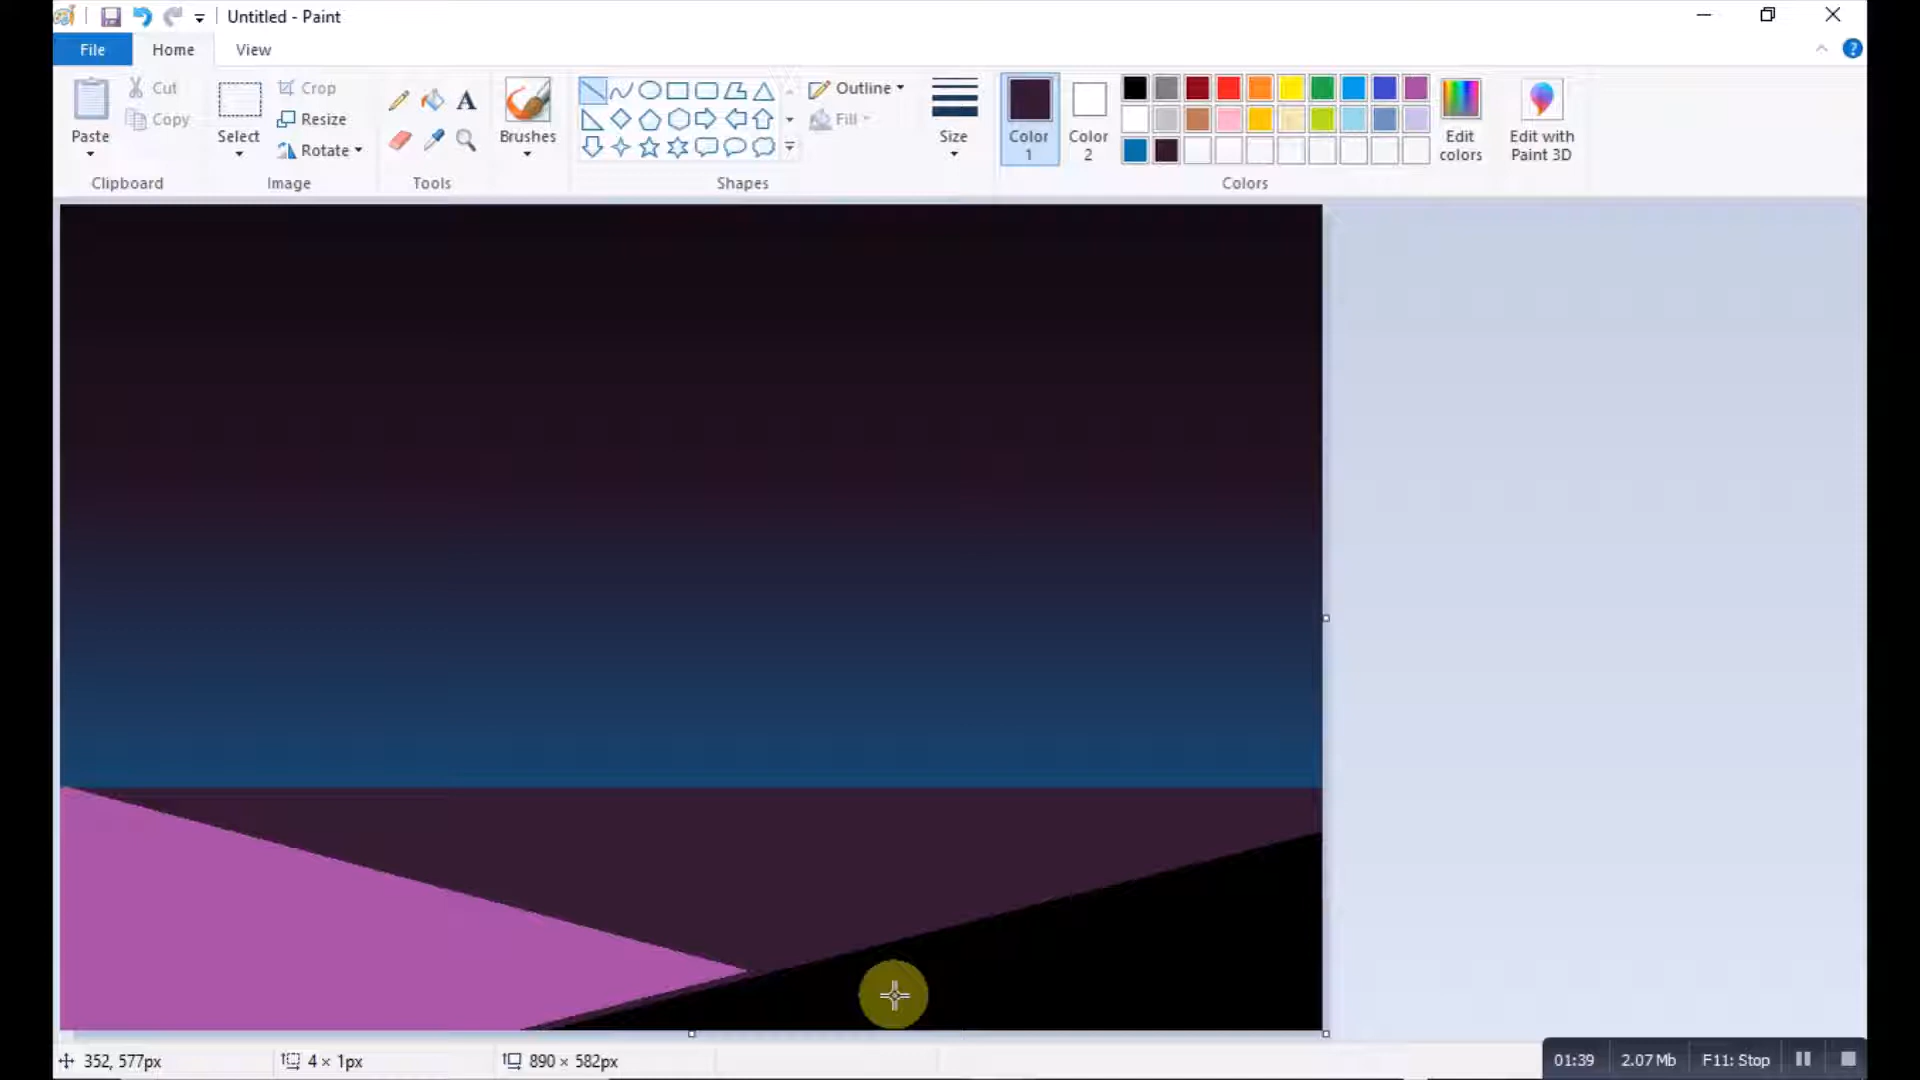 Untitled - Paint
File Home View
Paste
Cut
Copy
Clipboard
Select
Crop
Resize
Rotate
Image
A
Tools
Brushes
Outline
Fill
Shapes
Size
Color 1
Color 2
Edit colors
Edit with Paint 3D
Colors
?
352, 577px
4 × 1px
890 × 582px
01:39 2.07 Mb F11: Stop